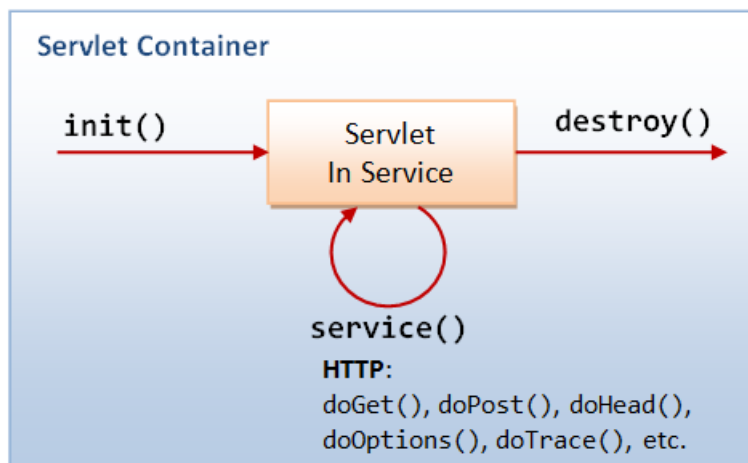 Servlet Container
init()
Servlet
In Service
destroy()
service()
HTTP:
doGet(), doPost(), doHead(),
doOptions(), doTrace(), etc.